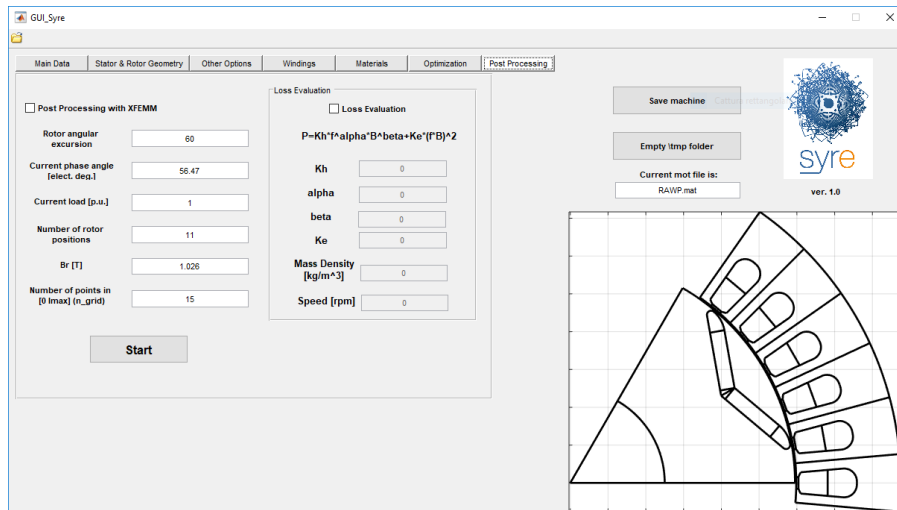 GUI_Syre
Main Data
Stator & Rotor Geometry
Other Options
Windings
Materials
Optimization
Post Processing
Post Processing with XFEMM
Rotor angular
excursion
60
Current phase angle
[elect. deg.]
56.47
Current load [p.u.]
1
Number of rotor
positions
11
Br [T]
1.026
Number of points in
[0 Imax] (n_grid)
15
Start
Loss Evaluation
Loss Evaluation
P=Kh*f^alpha*B^beta+Ke*(f*B)^2
Kh
0
alpha
0
beta
0
Ke
0
Mass Density
[kg/m^3]
0
Speed [rpm]
0
Save machine
Cattura rettangolo
Empty \tmp folder
Current mot file is:
RAWP.mat
syre
ver. 1.0